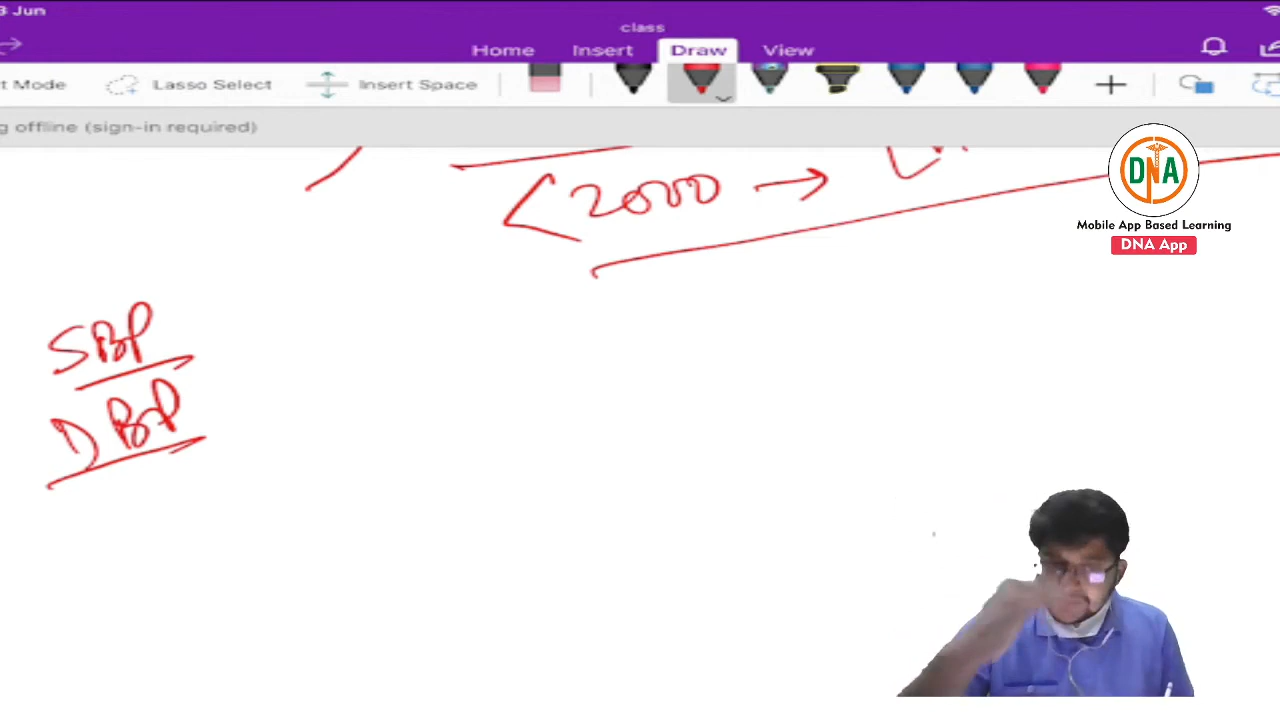 3 Jun
class
Home Insert Draw View
t Mode Lasso Select Insert Space
g offline (sign-in required)
<2000 →
DNA
Mobile App Based Learning
DNA App
SBP
DBP